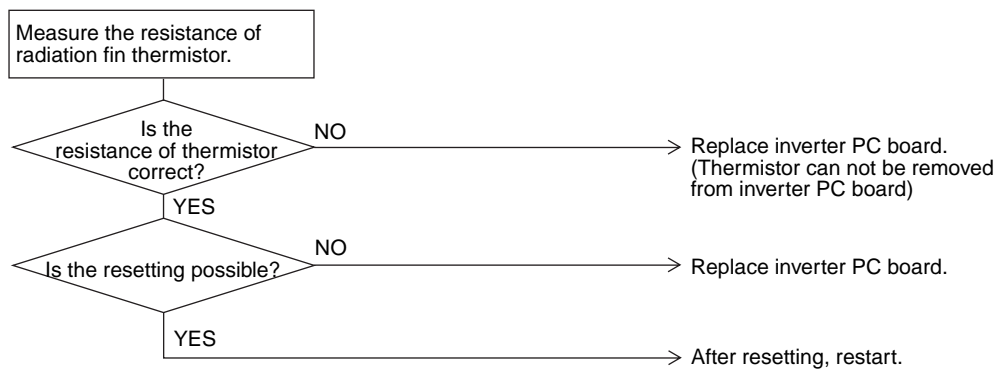 Measure the resistance of
radiation fin thermistor.
Is the
resistance of thermistor
correct?
NO
Replace inverter PC board.
(Thermistor can not be removed
from inverter PC board)
YES
Is the resetting possible?
NO
Replace inverter PC board.
YES
After resetting, restart.